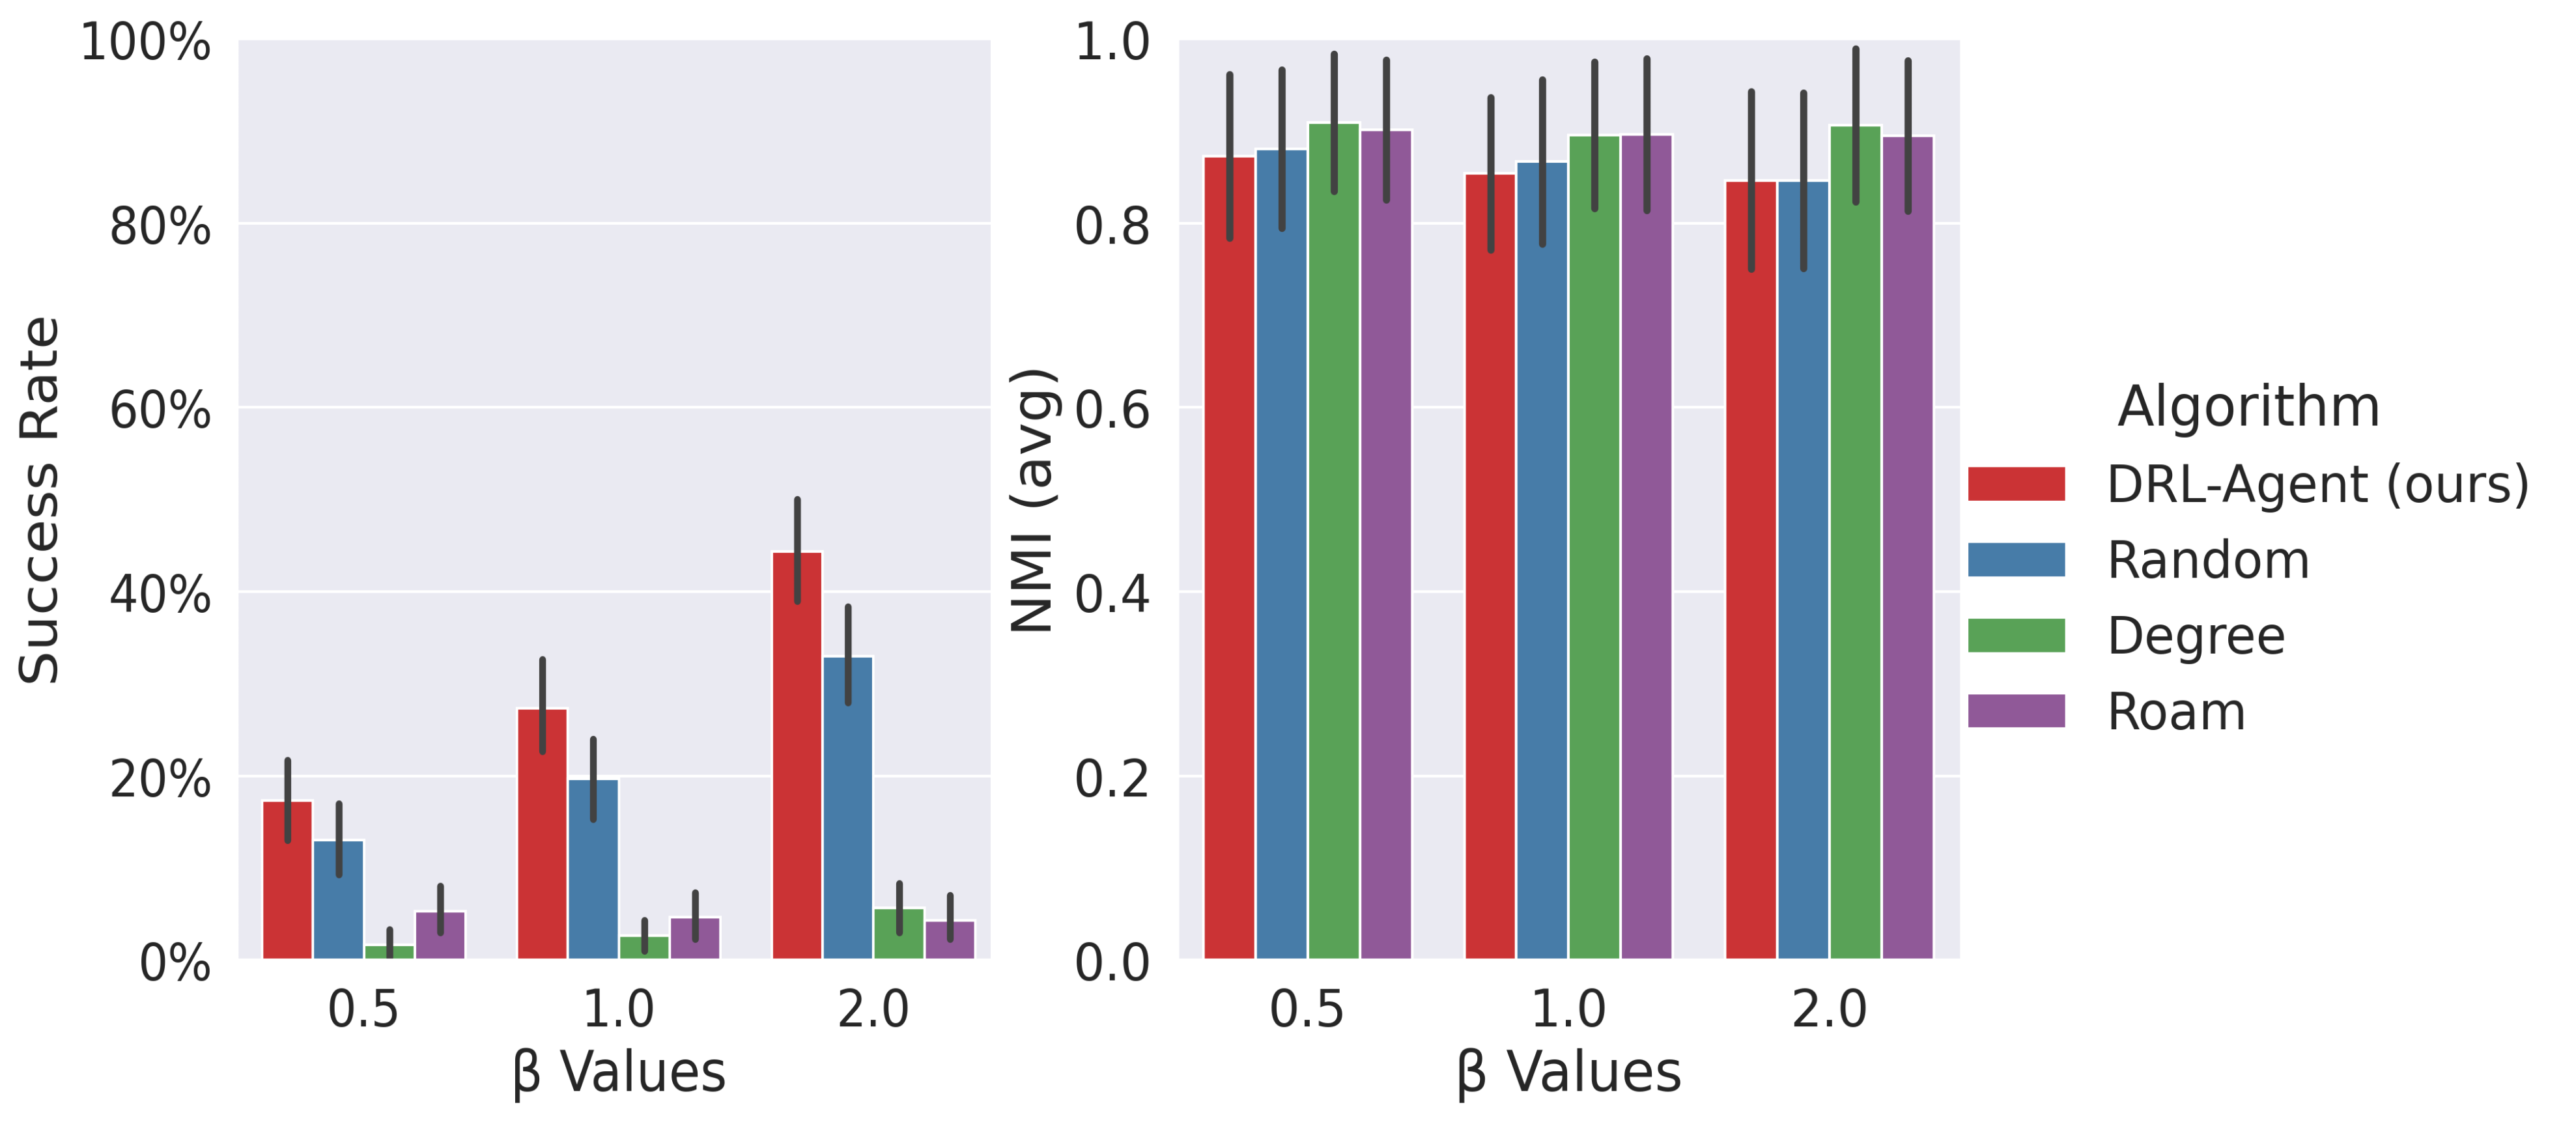 100%
80%
60%
40%
20%
0%
Success Rate
0.5 1.0 2.0
β Values
1.0
0.8
0.6
0.4
0.2
0.0
NMI (avg)
0.5 1.0 2.0
β Values
Algorithm
DRL-Agent (ours)
Random
Degree
Roam